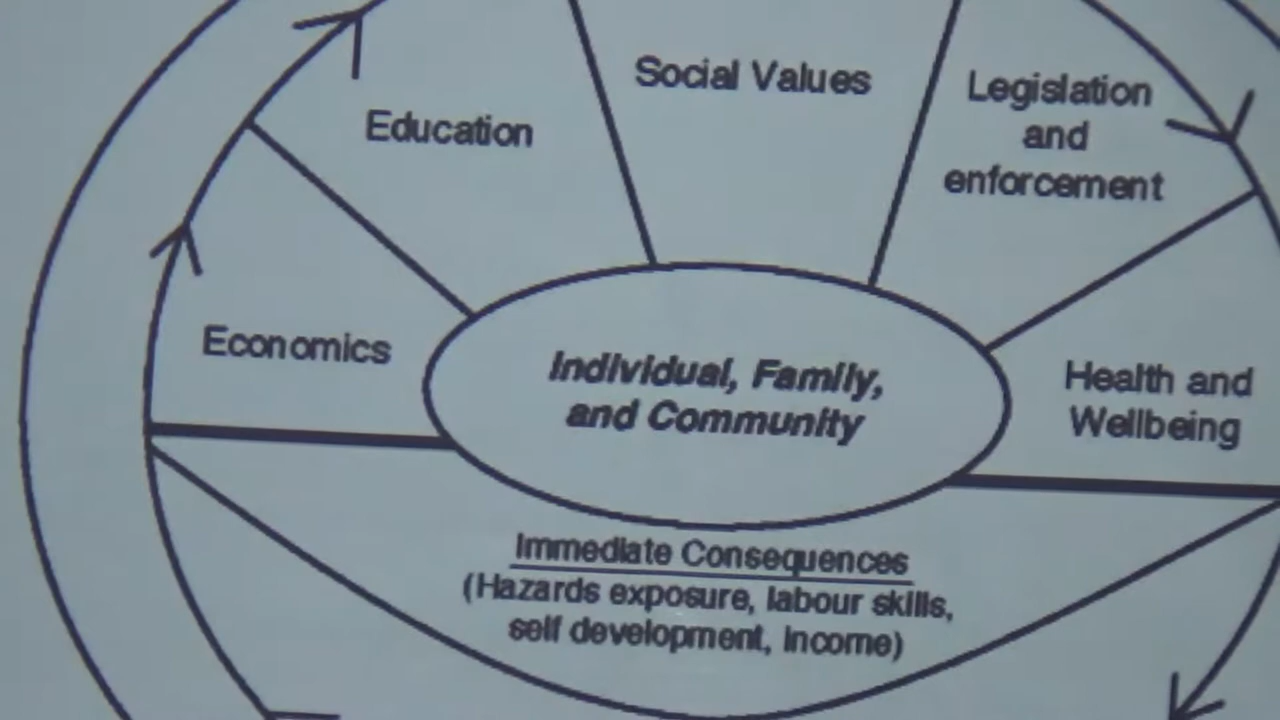 Social Values
Legislation
and
enforcement
Education
Economics
Individual, Family,
and Community
Health and
Wellbeing
Immediate Consequences
(Hazards exposure, labour skills,
self development, income)